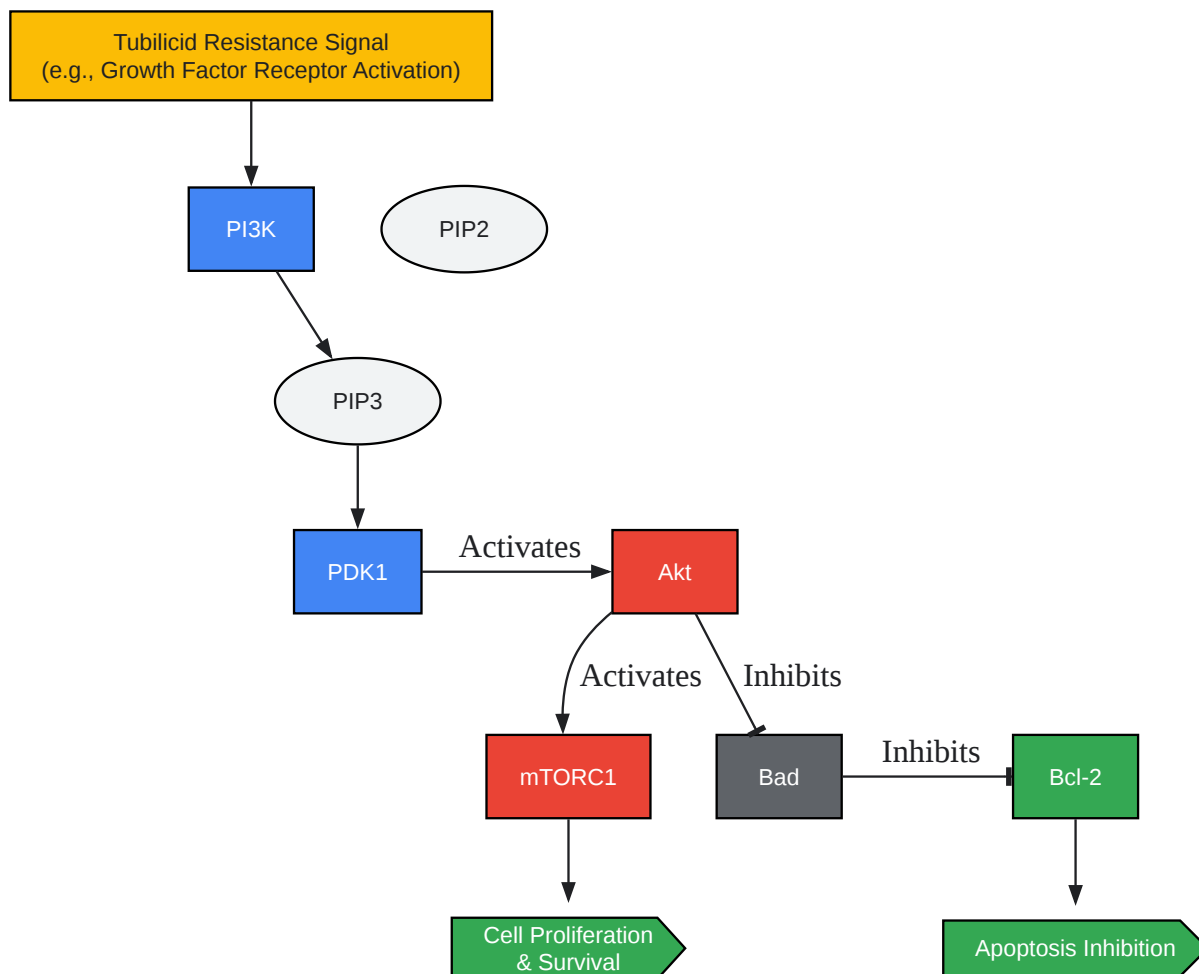 Tubilicid Resistance Signal
(e.g., Growth Factor Receptor Activation)
PI3K
PIP2
PIP3
PDK1
Activates
Akt
Activates
Inhibits
mTORC1
Bad
Inhibits
Bcl-2
Cell Proliferation
& Survival
Apoptosis Inhibition